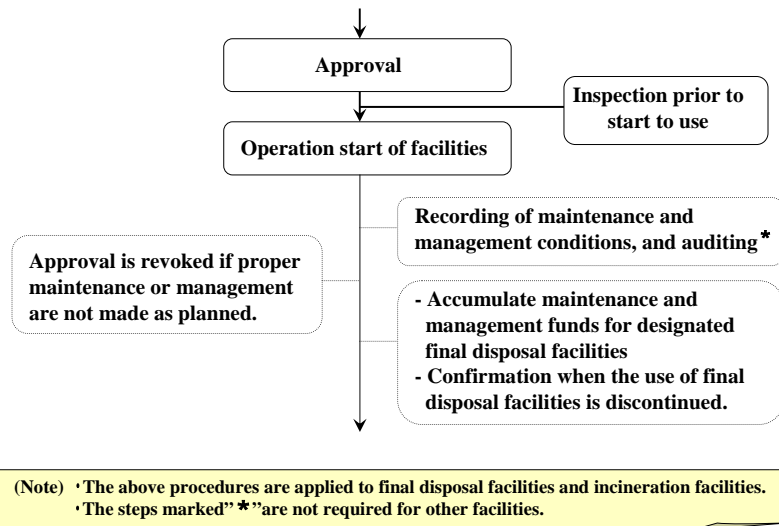 Approval
Inspection prior to
start to use
Operation start of facilities
Recording of maintenance and
management conditions, and auditing*
Approval is revoked if proper
maintenance or management
are not made as planned.
- Accumulate maintenance and
management funds for designated
final disposal facilities
- Confirmation when the use of final
disposal facilities is discontinued.
(Note) ・The above procedures are applied to final disposal facilities and incineration facilities.
・The steps marked”*”are not required for other facilities.